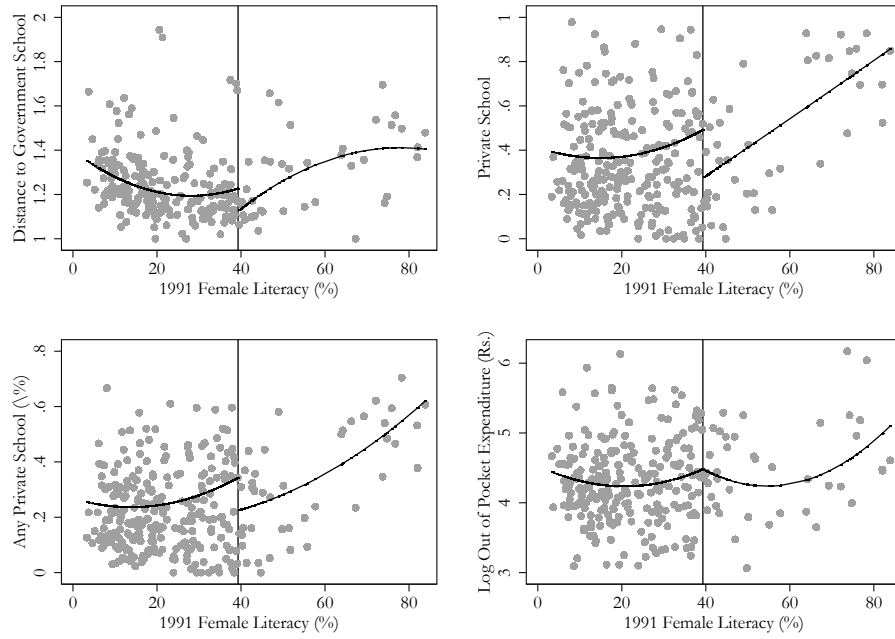 Distance to Government School
1 1.2 1.4 1.6 1.8 2
0 20 40 60 80
1991 Female Literacy (%)
Private School
0 .2 .4 .6 .8 1
0 20 40 60 80
1991 Female Literacy (%)
Any Private School (\%)
0 .2 .4 .6 .8
0 20 40 60 80
1991 Female Literacy (%)
Log Out of Pocket Expenditure (Rs.)
3 4 5 6
0 20 40 60 80
1991 Female Literacy (%)